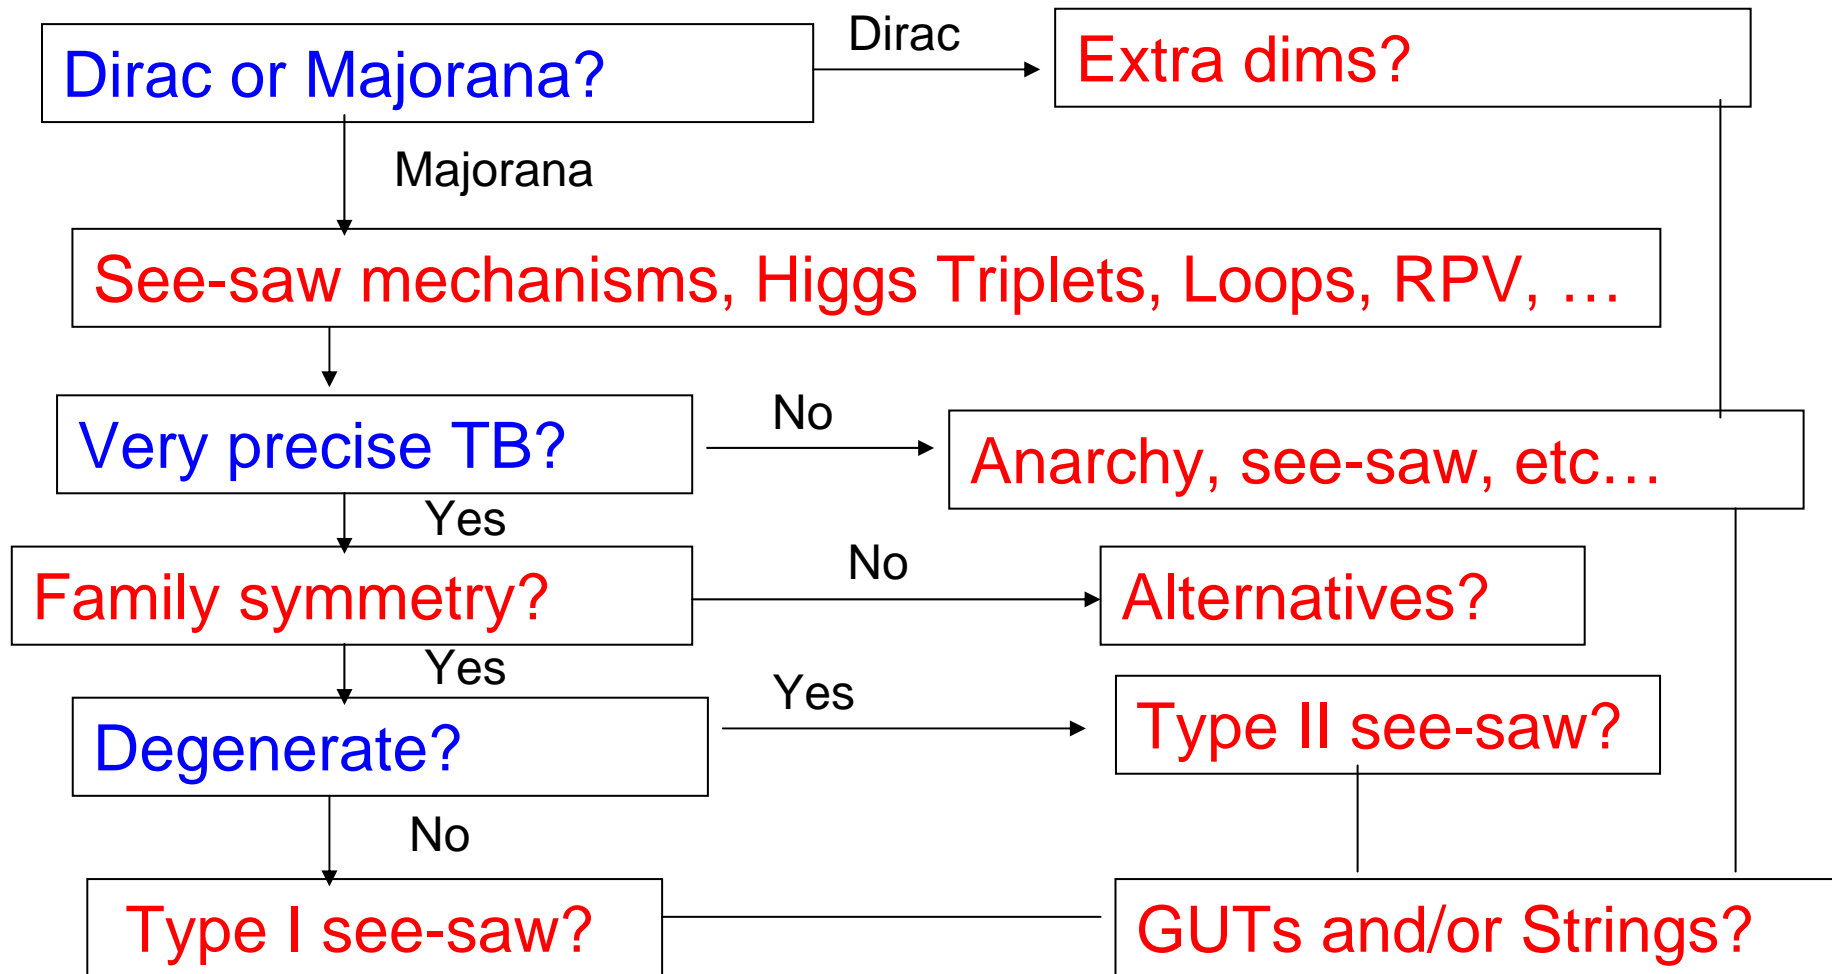 Dirac or Majorana?
Dirac
Extra dims?
Majorana
See-saw mechanisms, Higgs Triplets, Loops, RPV, …
Very precise TB?
No
Anarchy, see-saw, etc…
Yes
Family symmetry?
No
Alternatives?
Yes
Degenerate?
Yes
Type II see-saw?
No
Type I see-saw?
GUTs and/or Strings?